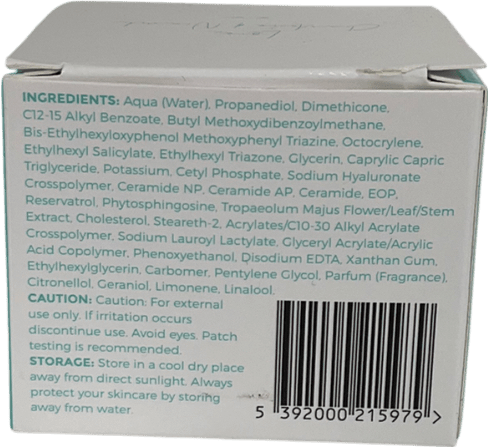 INGREDIENTS: Aqua (Water), Propanediol, Dimethicone,
C12-15 Alkyl Benzoate, Butyl Methoxydibenzoylmethane,
Bis-Ethylhexyloxyphenol Methoxyphenyl Triazine, Octocrylene,
Ethylhexyl Salicylate, Ethylhexyl Triazone, Glycerin, Caprylic Capric
Triglyceride, Potassium, Cetyl Phosphate, Sodium Hyaluronate
Crosspolymer, Ceramide NP, Ceramide AP, Ceramide, EOP,
Reservatrol, Phytosphingosine, Tropaeolum Majus Flower/Leaf/Stem
Extract, Cholesterol, Steareth-2, Acrylates/C10-30 Alkyl Acrylate
Crosspolymer, Sodium Lauroyl Lactylate, Glyceryl Acrylate/Acrylic
Acid Copolymer, Phenoxyethanol, Disodium EDTA, Xanthan Gum,
Ethylhexylglycerin, Carbomer, Pentylene Glycol, Parfum (Fragrance),
Citronellol, Geraniol, Limonene, Linalool.
CAUTION: Caution: For external
use only. If irritation occurs
discontinue use. Avoid eyes. Patch
testing is recommended.
STORAGE: Store in a cool dry place
away from direct sunlight. Always
protect your skincare by storing
away from water.
5 392000 215979 >